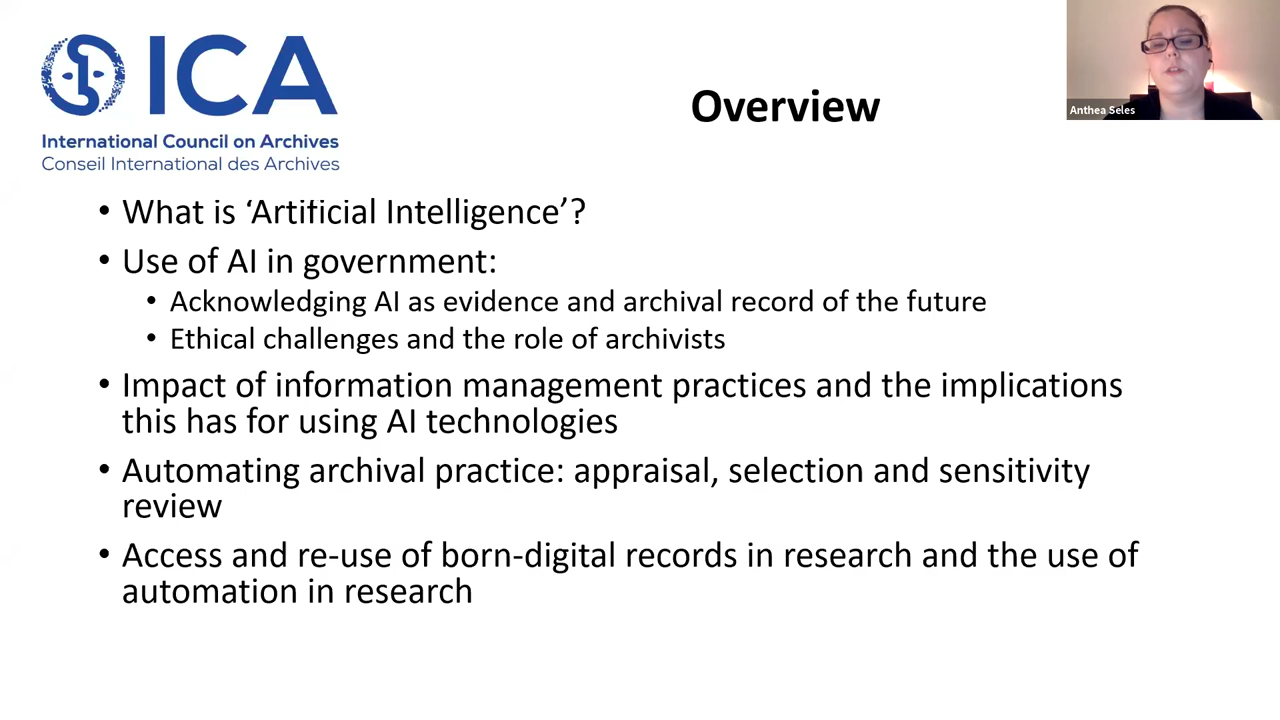 ICA
International Council on Archives
Conseil International des Archives
Overview
Anthea Seles
• What is ‘Artificial Intelligence’?
• Use of AI in government:
• Acknowledging AI as evidence and archival record of the future
• Ethical challenges and the role of archivists
• Impact of information management practices and the implications
this has for using AI technologies
• Automating archival practice: appraisal, selection and sensitivity
review
• Access and re-use of born-digital records in research and the use of
automation in research